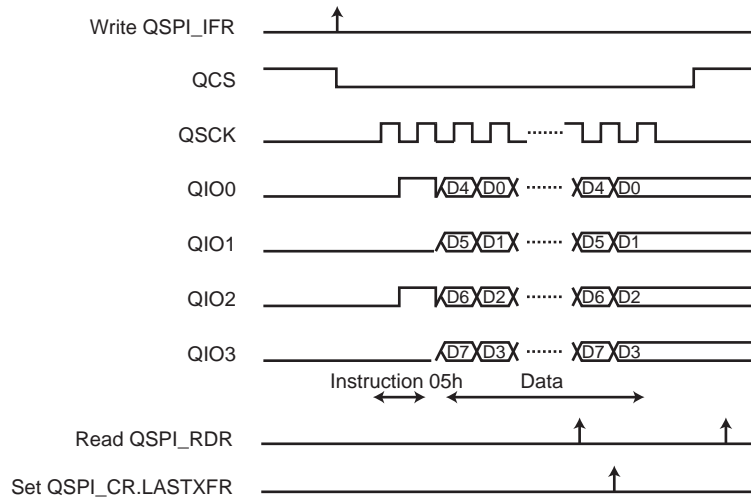 Write QSPI_IFR
QCS
QSCK
QIO0 D4 D0 D4 D0
QIO1 D5 D1 D5 D1
QIO2 D6 D2 D6 D2
QIO3 D7 D3 D7 D3
Instruction 05h Data
Read QSPI_RDR
Set QSPI_CR.LASTXFR